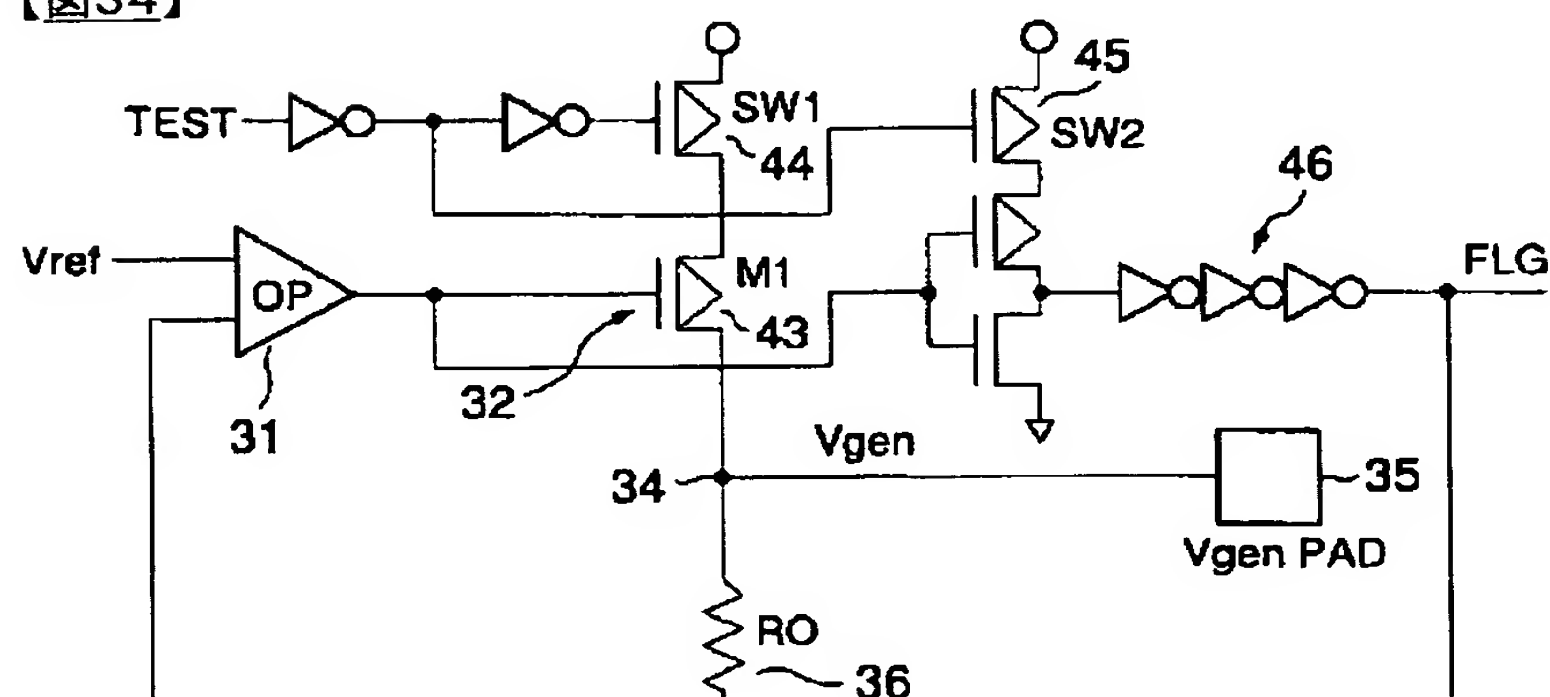 【図34】
TEST
SW1
44
45
SW2
46
Vref
OP
M1
43
FLG
32
31
Vgen
34
35
Vgen PAD
RO
36